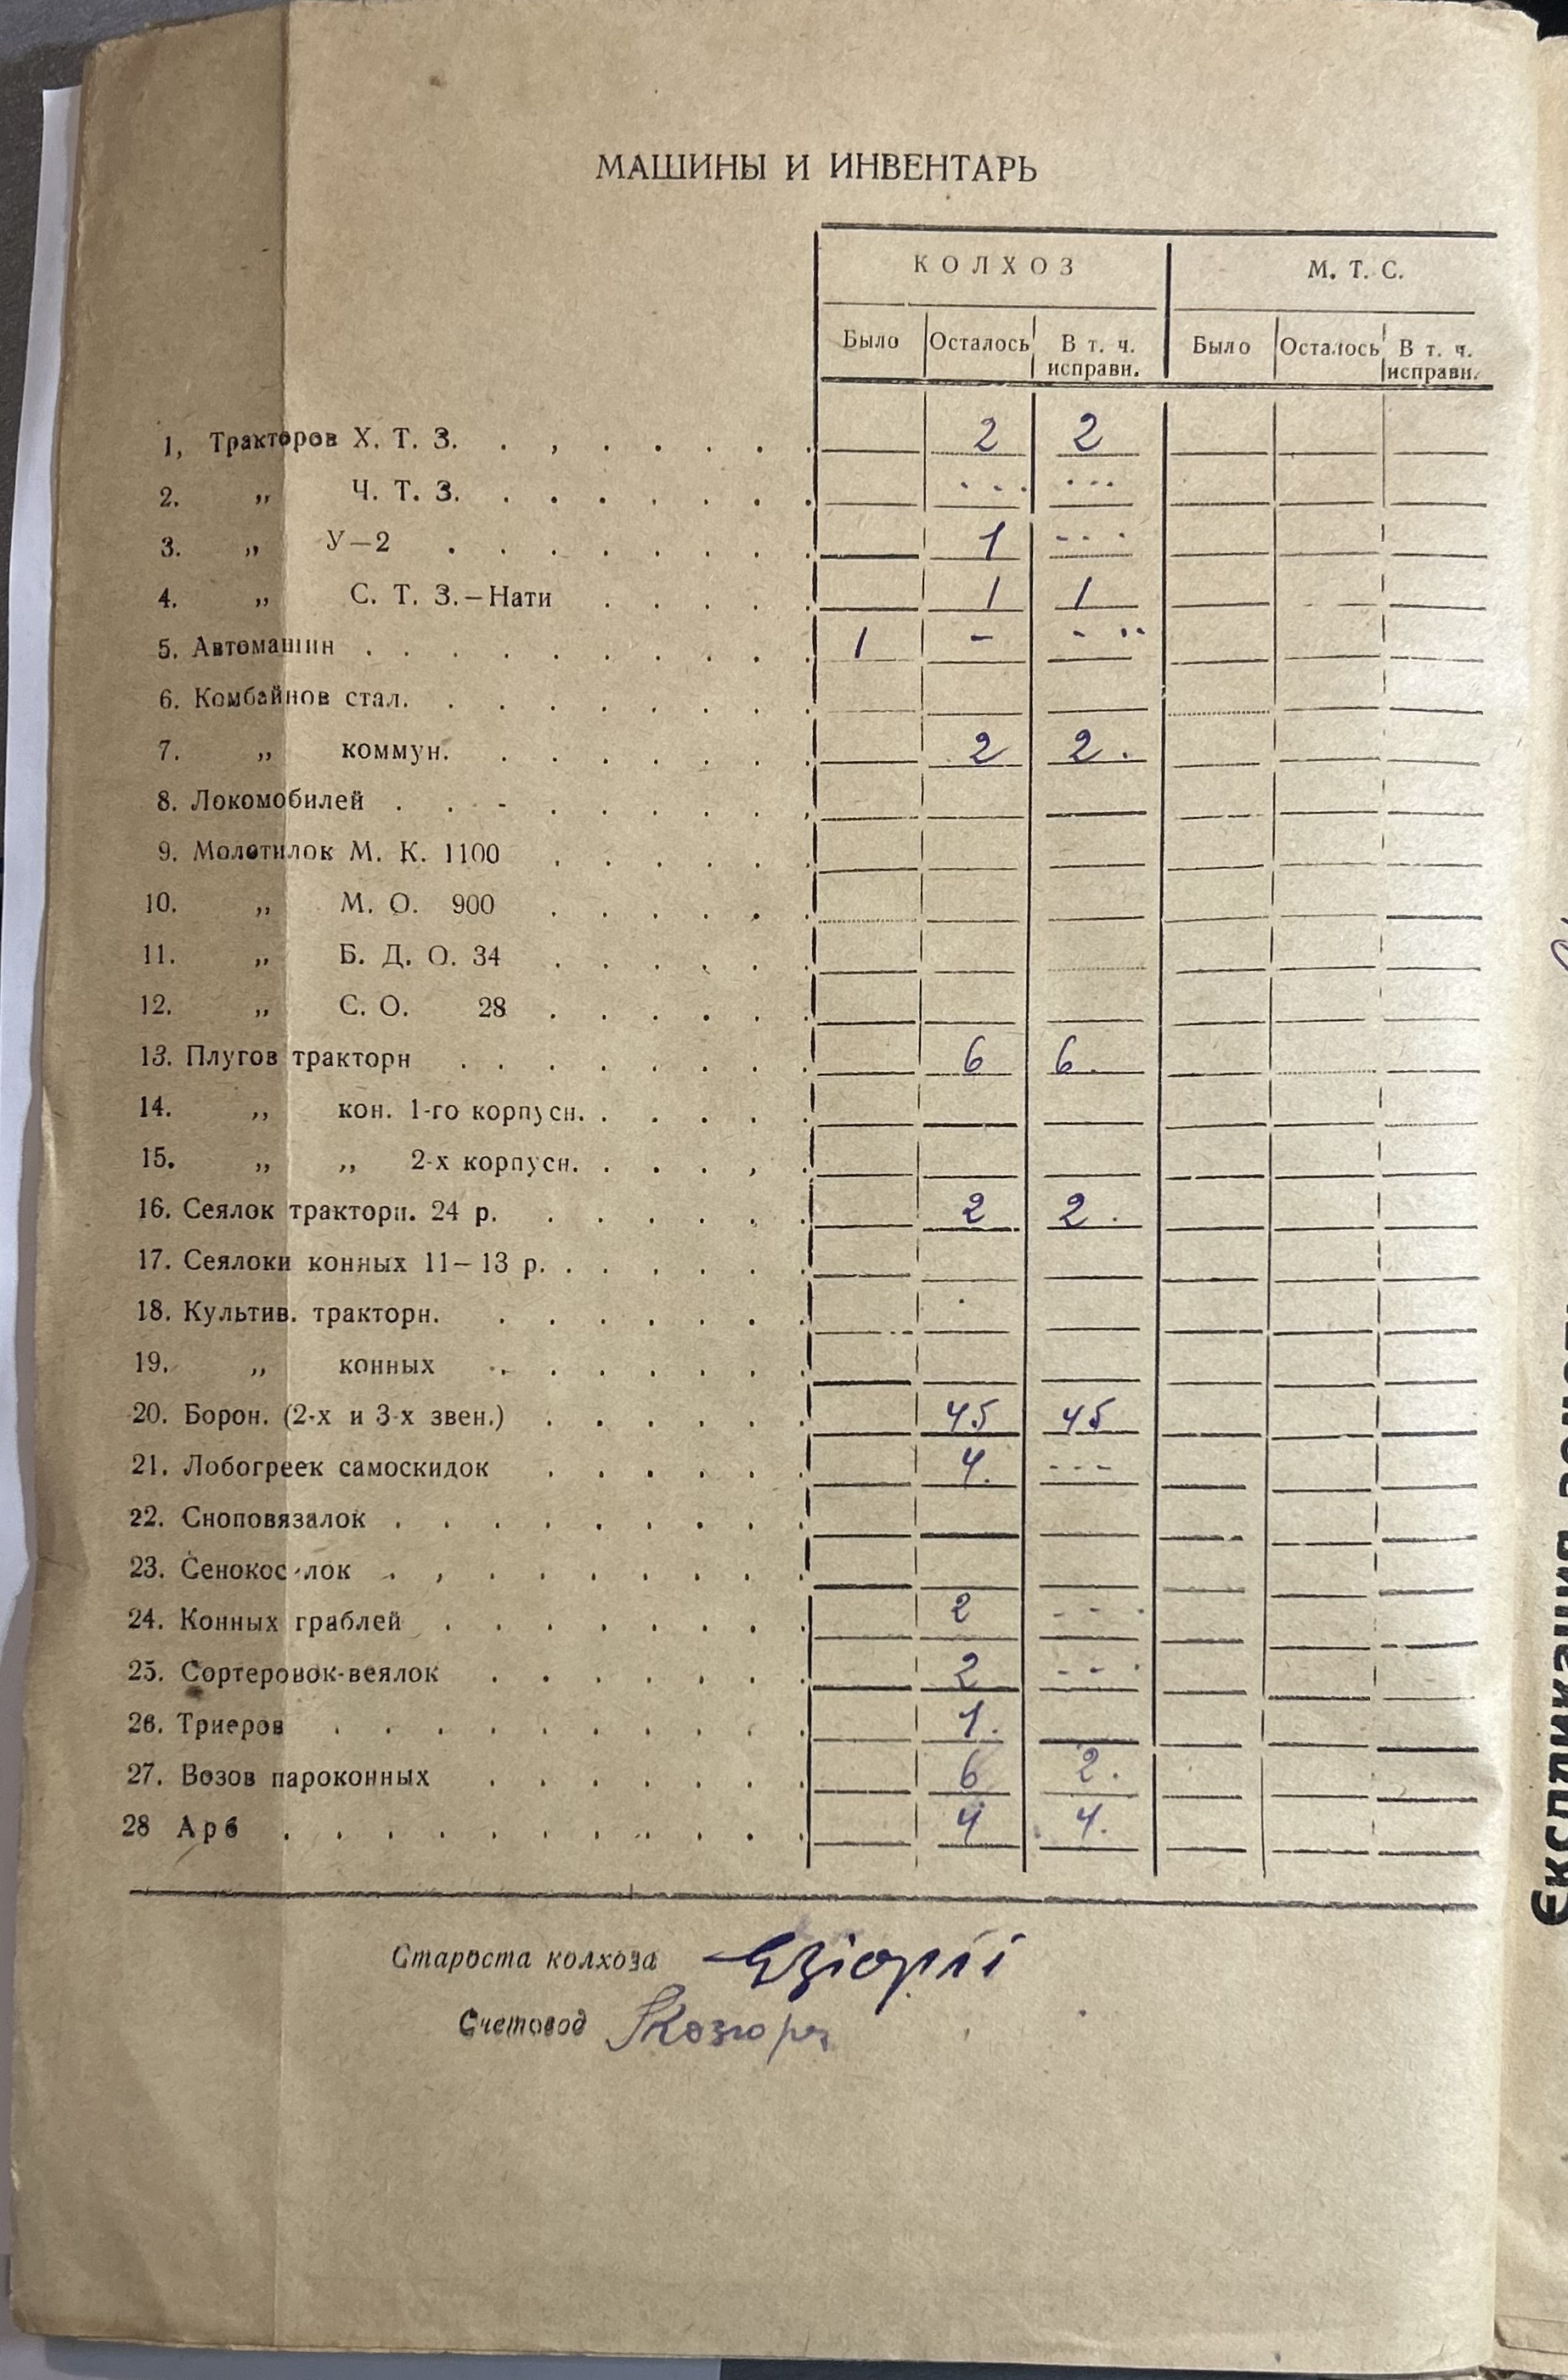 МАШИНЫ И ИНВЕНТАРЬ
КОЛХОЗ М. Т. С.
Было Осталось В т. ч. исправн. Было Осталось В т. ч. исправн.
1, Тракторов Х. Т. З. . , . . . . . 2 2
2. „ Ч. Т. З. . . . . . . . - - - - - -
3. „ У—2 . . . . . . . . 1 - - -
4. „ С. Т. З.—Нати . . . . . 1 1
5. Автомашин . . . . . . . . . . 1 - - - -
6. Комбайнов стал. . . . . . . . .
7. „ коммун. . . . . . . . 2 2.
8. Локомобилей . . - . . . . . ,
9. Молотилок М. К. 1100 . . . . . .
10. „ М. О. 900 . . . . . .
11. „ Б. Д. О. 34 . . . . . .
12. „ С. О. 28 . . . . . .
13. Плугов тракторн . . . . . . . . 6 6.
14. „ кон. 1-го корпусн. . . . . .
15. „ „ 2-х корпусн. . . . , .
16. Сеялок тракторн. 24 р. . . . . . . 2 2.
17. Сеялоки конных 11—13 р. . . . . . .
18. Культив. тракторн. . . . . . . .
19. „ конных . . . . . . .
20. Борон. (2-х и 3-х звен.) . . . . . . 45 45
21. Лобогреек самоскидок . . . . . . 4. - - -
22. Сноповязалок . . . . . . . . .
23. Сенокос лок . , . . . . . . .
24. Конных граблей . . . . . . . . 2 - - -
25. Сортеровок-веялок . . . . . . . 2 - - -
26. Триеров . . . . . . . . . . 1.
27. Возов пароконных . . . . . . . 6 2.
28 Арб . . . . . . . . . . . 4 4.
Староста колхоза
Счетовод
Експликация